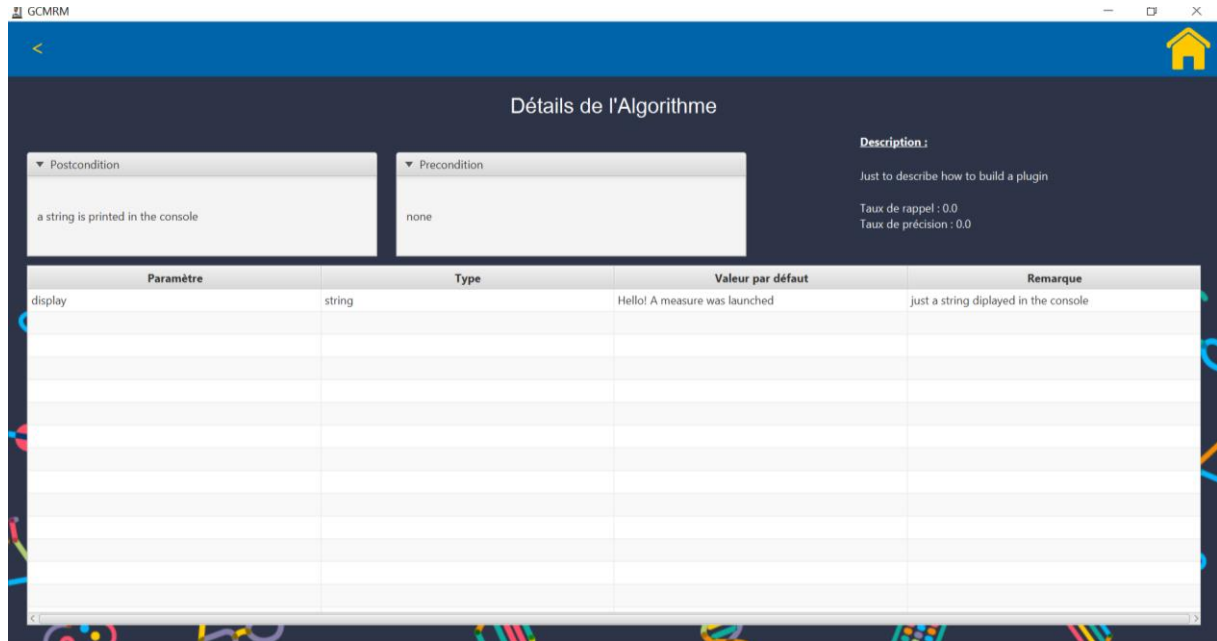 GCMRM
<
Détails de l'Algorithme
Description :
Just to describe how to build a plugin
Taux de rappel : 0.0
Taux de précision : 0.0
Postcondition
a string is printed in the console
Precondition
none
Paramètre Type Valeur par défaut Remarque
display string Hello! A measure was launched just a string diplayed in the console